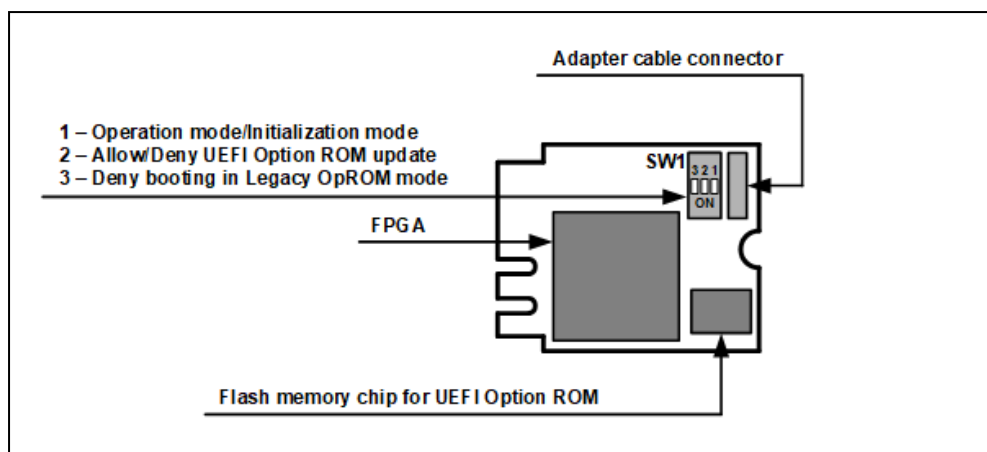 Adapter cable connector
1 – Operation mode/Initialization mode
2 – Allow/Deny UEFI Option ROM update
3 – Deny booting in Legacy OpROM mode
SW1
3 2 1
ON
FPGA
Flash memory chip for UEFI Option ROM